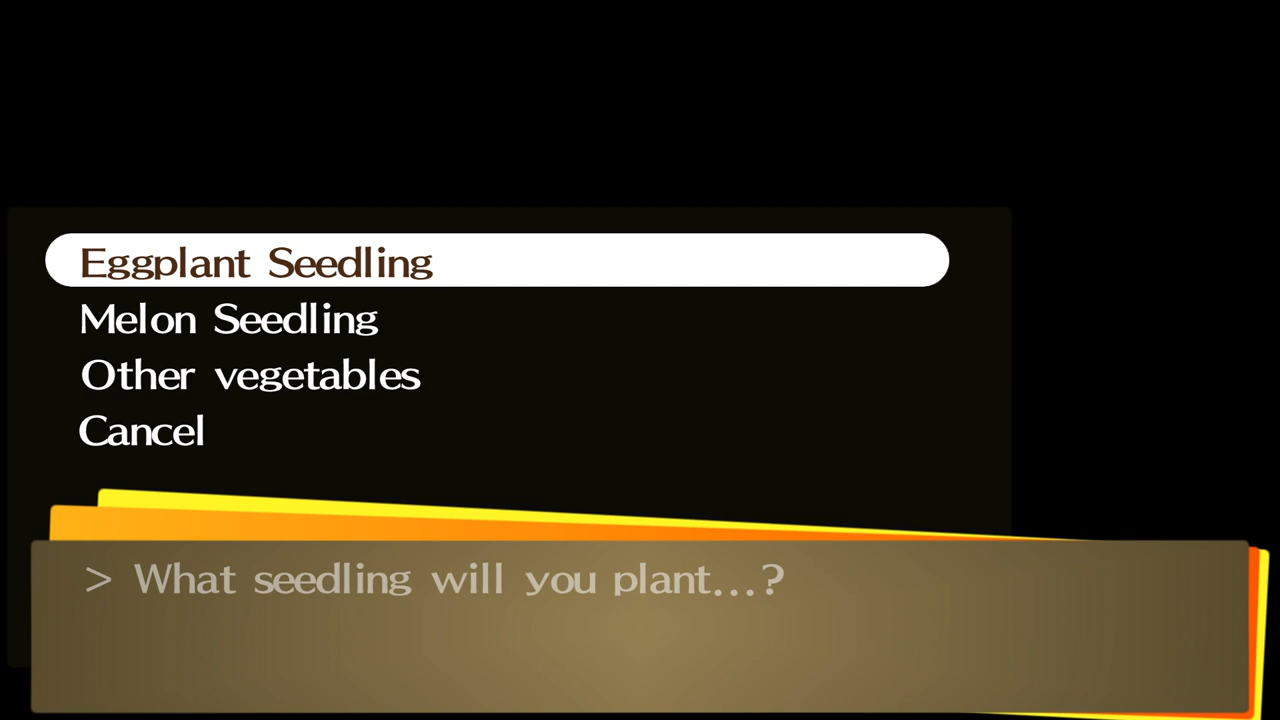 Eggplant Seedling
Melon Seedling
Other vegetables
Cancel
> What seedling will you plant...?